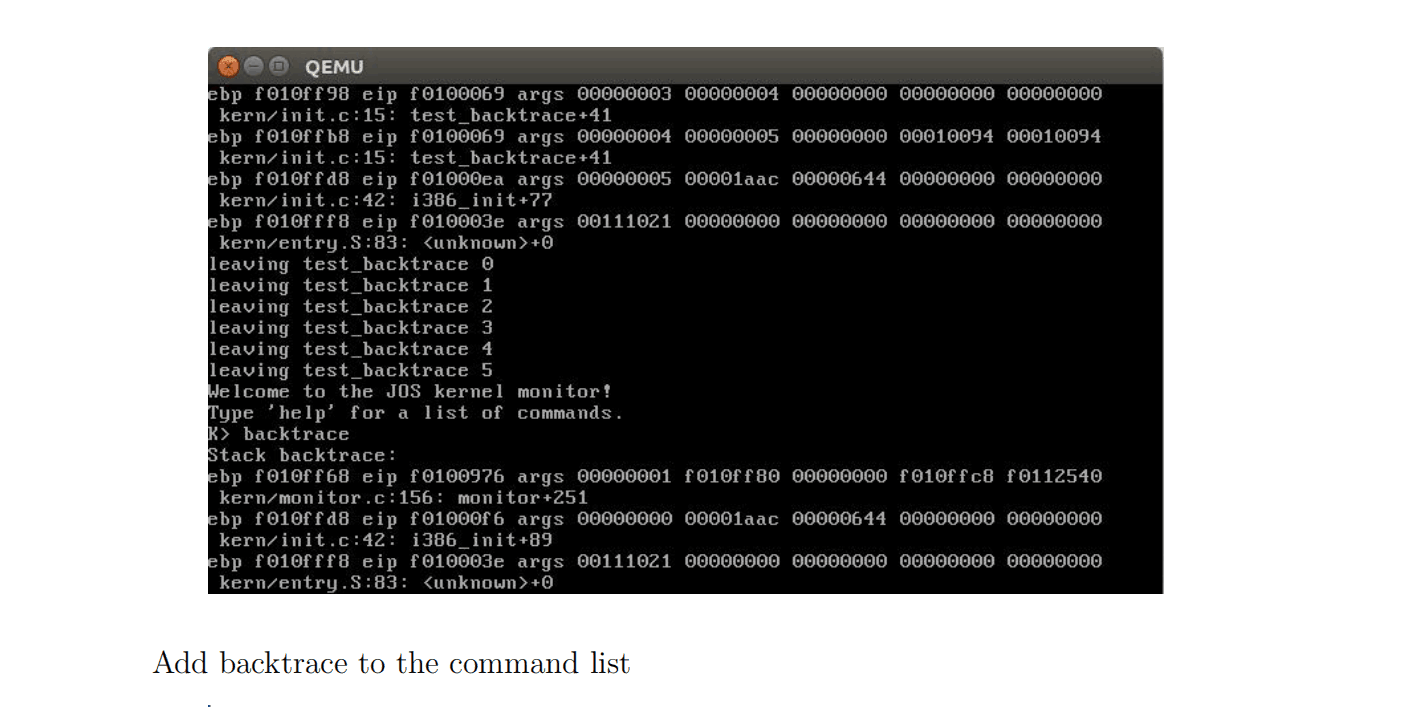 QEMU
ebp f010ff98 eip f0100069 args 00000003 00000004 00000000 00000000 00000000
kern/init.c:15: test_backtrace+41
ebp f010ffb8 eip f0100069 args 00000004 00000005 00000000 00010094 00010094
kern/init.c:15: test_backtrace+41
ebp f010ffd8 eip f01000ea args 00000005 00001aac 00000644 00000000 00000000
kern/init.c:42: i386_init+77
ebp f010fff8 eip f010003e args 00111021 00000000 00000000 00000000 00000000
kern/entry.S:83: <unknown>+0
leaving test_backtrace 0
leaving test_backtrace 1
leaving test_backtrace 2
leaving test_backtrace 3
leaving test_backtrace 4
leaving test_backtrace 5
Welcome to the JOS kernel monitor!
Type 'help' for a list of commands.
K> backtrace
Stack backtrace:
ebp f010ff68 eip f0100976 args 00000001 f010ff80 00000000 f010ffc8 f0112540
kern/monitor.c:156: monitor+251
ebp f010ffd8 eip f01000f6 args 00000000 00001aac 00000644 00000000 00000000
kern/init.c:42: i386_init+89
ebp f010fff8 eip f010003e args 00111021 00000000 00000000 00000000 00000000
kern/entry.S:83: <unknown>+0
Add backtrace to the command list